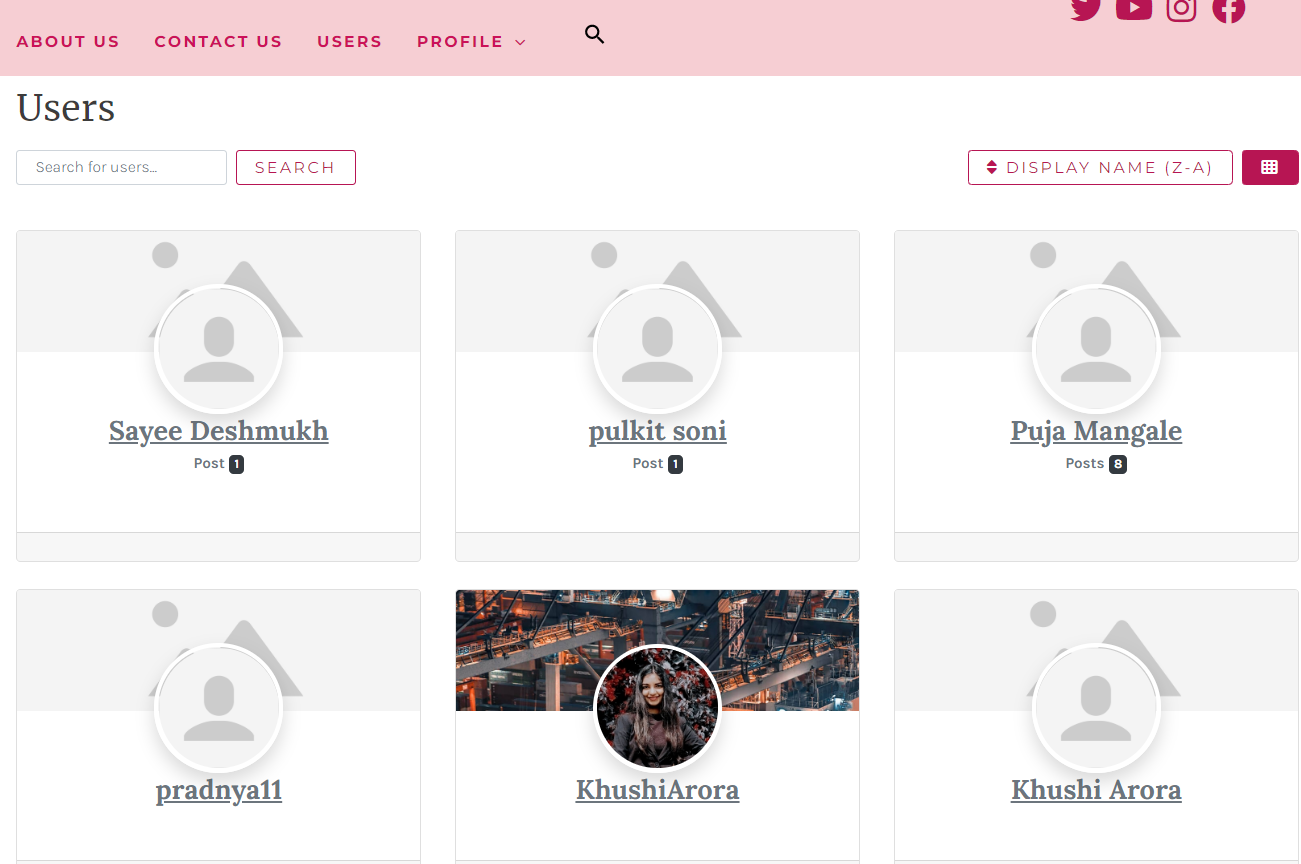 ABOUT US CONTACT US USERS PROFILE
Users
Search for users... SEARCH DISPLAY NAME (Z-A)
Sayee Deshmukh pulkit soni Puja Mangale
Post 1 Post 1 Posts 8
pradnya11 KhushiArora Khushi Arora